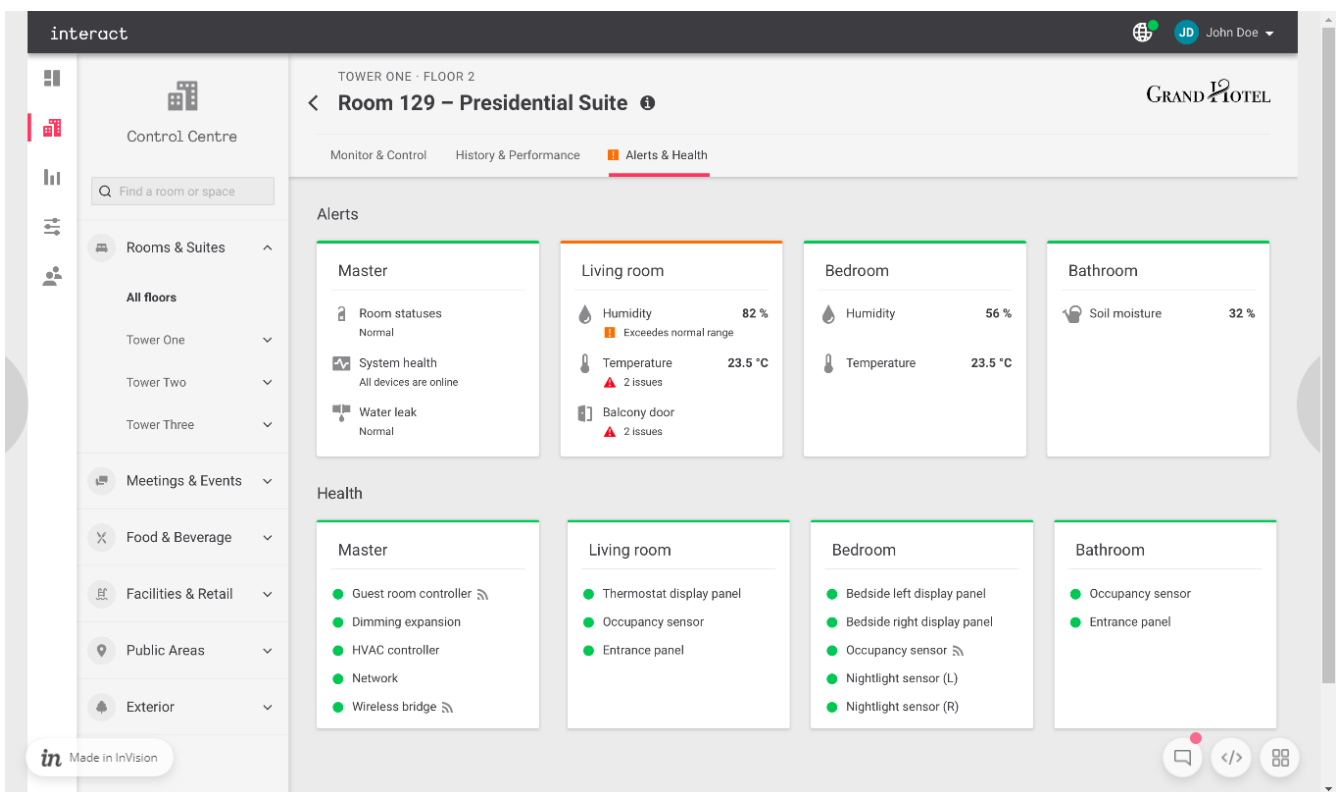 interact
JD John Doe
Control Centre
Find a room or space
Rooms & Suites
All floors
Tower One
Tower Two
Tower Three
Meetings & Events
Food & Beverage
Facilities & Retail
Public Areas
Exterior
in Made in InVision
TOWER ONE · FLOOR 2
Room 129 – Presidential Suite
GRAND HOTEL
Monitor & Control History & Performance Alerts & Health
Alerts
Master
Room statuses
Normal
System health
All devices are online
Water leak
Normal
Living room
Humidity 82 %
Exceedes normal range
Temperature 23.5 °C
2 issues
Balcony door
2 issues
Bedroom
Humidity 56 %
Temperature 23.5 °C
Bathroom
Soil moisture 32 %
Health
Master
Guest room controller
Dimming expansion
HVAC controller
Network
Wireless bridge
Living room
Thermostat display panel
Occupancy sensor
Entrance panel
Bedroom
Bedside left display panel
Bedside right display panel
Occupancy sensor
Nightlight sensor (L)
Nightlight sensor (R)
Bathroom
Occupancy sensor
Entrance panel